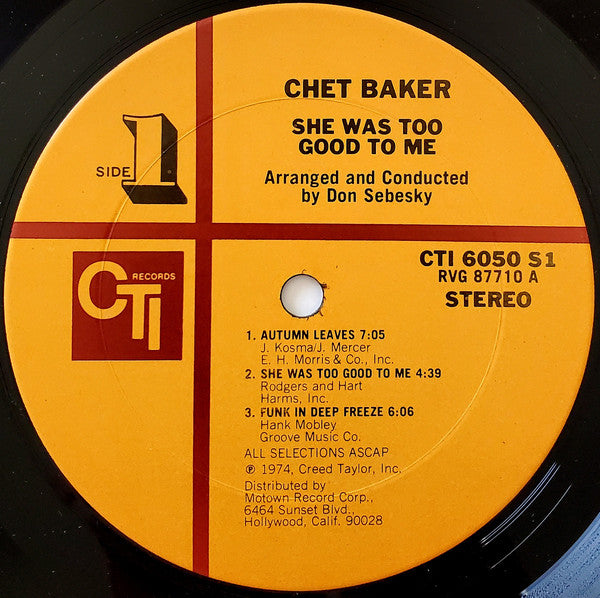 CHET BAKER
SHE WAS TOO
GOOD TO ME
Arranged and Conducted
by Don Sebesky
SIDE 1
CTI RECORDS
CTI 6050 S1
RVG 87710 A
STEREO
1. AUTUMN LEAVES 7:05
J. Kosma/J. Mercer
E. H. Morris & Co., Inc.
2. SHE WAS TOO GOOD TO ME 4:39
Rodgers and Hart
Harms, Inc.
3. FUNK IN DEEP FREEZE 6:06
Hank Mobley
Groove Music Co.
ALL SELECTIONS ASCAP
℗ 1974, Creed Taylor, Inc.
Distributed by
Motown Record Corp.,
6464 Sunset Blvd.,
Hollywood, Calif. 90028